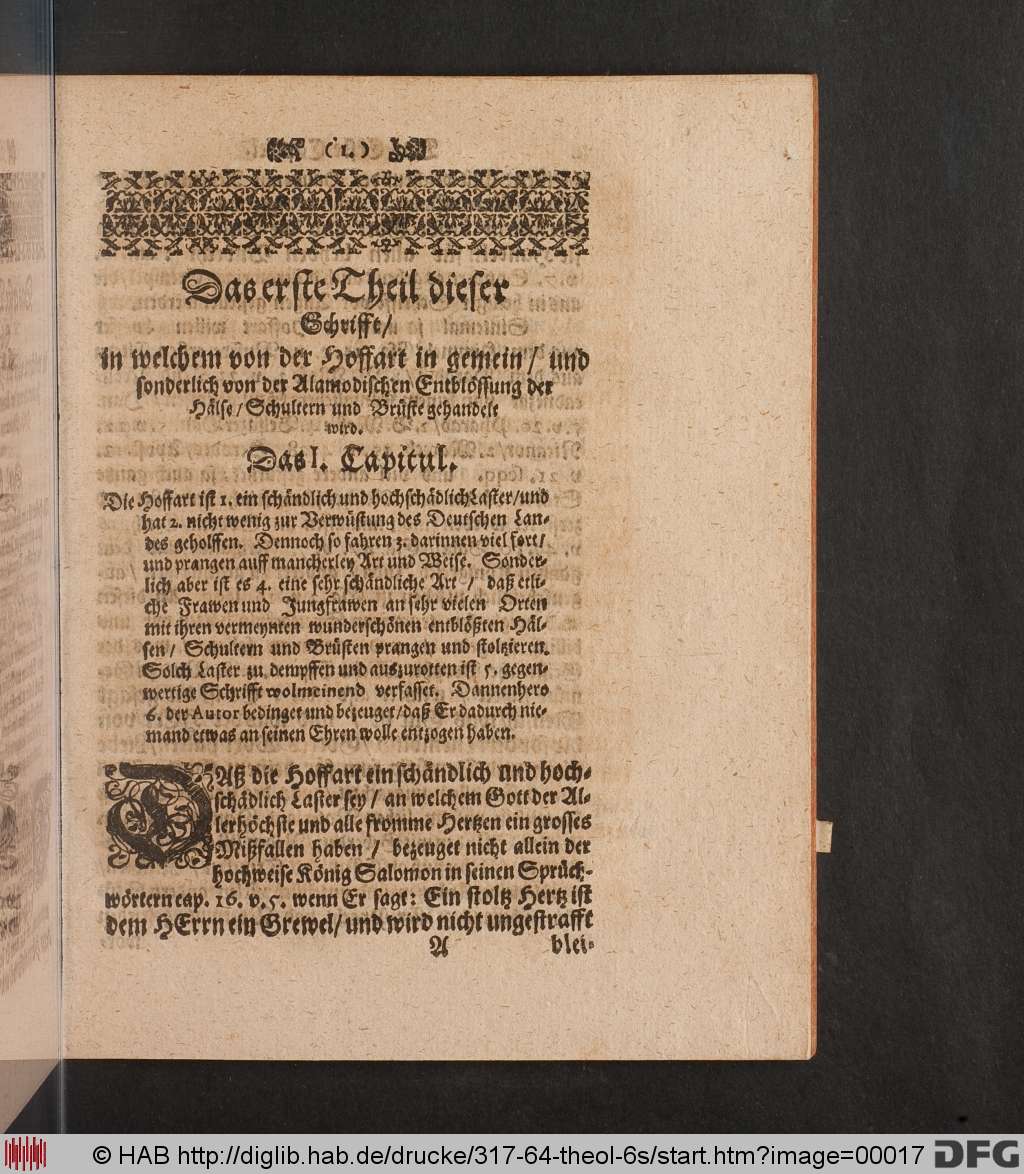 ( 1. )
Das erste Theil dieser
Schrifft/
in welchem von der Hoffart in gemein/ und
sonderlich von der Alamodischen Entblössung der
Hälse/ Schultern und Brüste gehandelt
wird.
Das I. Capitul.
Die Hoffart ist 1. ein schändlich und hochschädlich Laster/ und
hat 2. nicht wenig zur Verwüstung des Deutschen Lan-
des geholffen. Dennoch so fahren 3. darinnen viel fort/
und prangen auff mancherley Art und Weise. Sonder-
lich aber ist es 4. eine sehr schändliche Art / daß etli-
che Frawen und Jungfrawen an sehr vielen Orten
mit ihren vermeynten wunderschönen entblößten Häl-
sen/ Schultern und Brüsten prangen und stoltzieren.
Solch Laster zu dempffen und auszurotten ist 5. gegen-
wertige Schrifft wolmeinend verfasset. Dannenhero
6. der Autor bedinget und bezeuget/ daß Er dadurch nie-
mand etwas an seinen Ehren wolle entzogen haben.
DAß die Hoffart ein schändlich und hoch-
schädlich Laster sey / an welchem Gott der Al-
lerhöchste und alle fromme Hertzen ein grosses
Mißfallen haben / bezeuget nicht allein der
hochweise König Salomon in seinen Sprüch-
wörtern cap. 16. v. 5. wenn Er sagt: Ein stoltz Hertz ist
dem HErrn ein Grewel/ und wird nicht ungestrafft
A blei-
© HAB http://diglib.hab.de/drucke/317-64-theol-6s/start.htm?image=00017
DFG